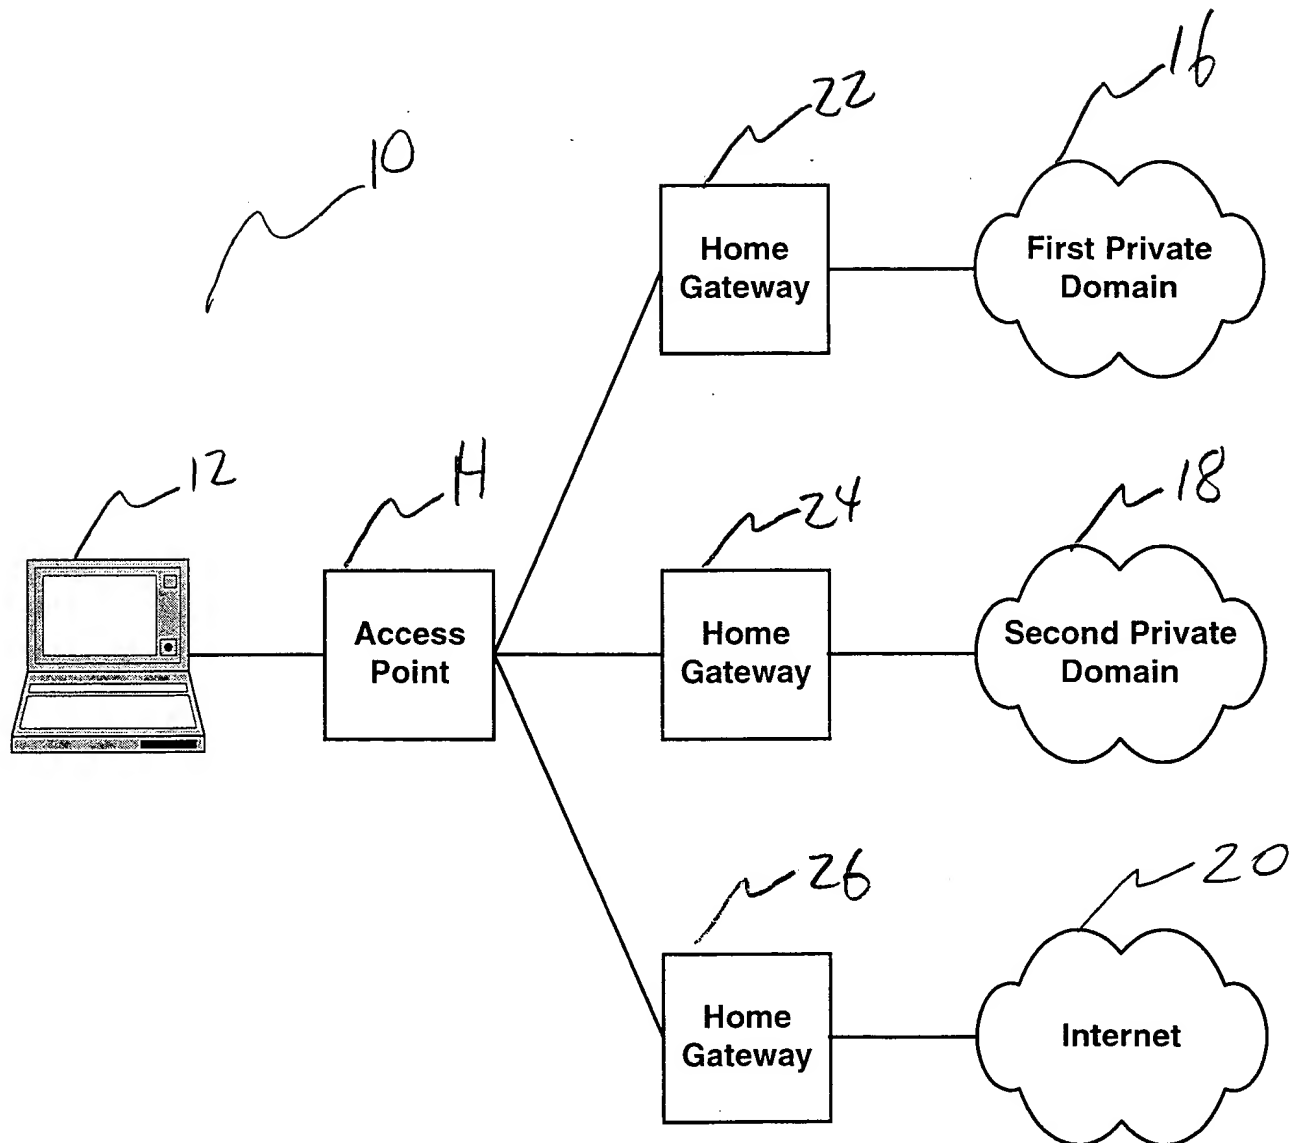 16
22
10
Home
Gateway
First Private
Domain
12
14
24
18
Access
Point
Home
Gateway
Second Private
Domain
26
20
Home
Gateway
Internet